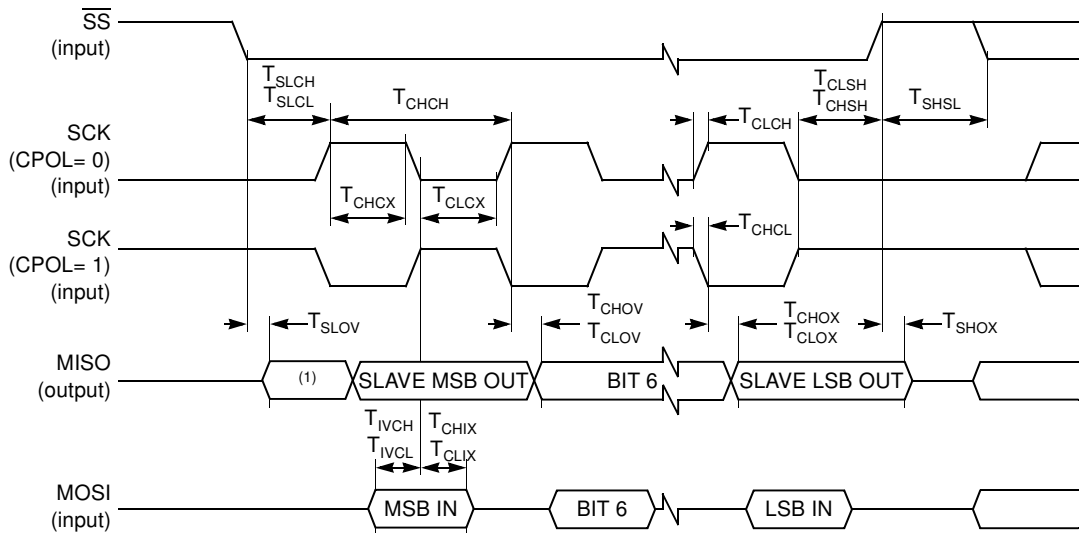 SS
(input)
T_SLCH
T_SLCL
T_CHCH
T_CLCH
T_CLSH
T_CHSH
T_SHSL
SCK
(CPOL= 0)
(input)
T_CHCX
T_CLCX
SCK
(CPOL= 1)
(input)
T_CHCL
T_SLOV
T_CHOV
T_CLOV
T_CHOX
T_CLOX
T_SHOX
MISO
(output)
(1)
SLAVE MSB OUT
BIT 6
SLAVE LSB OUT
T_IVCH
T_IVCL
T_CHIX
T_CLIX
MOSI
(input)
MSB IN
BIT 6
LSB IN